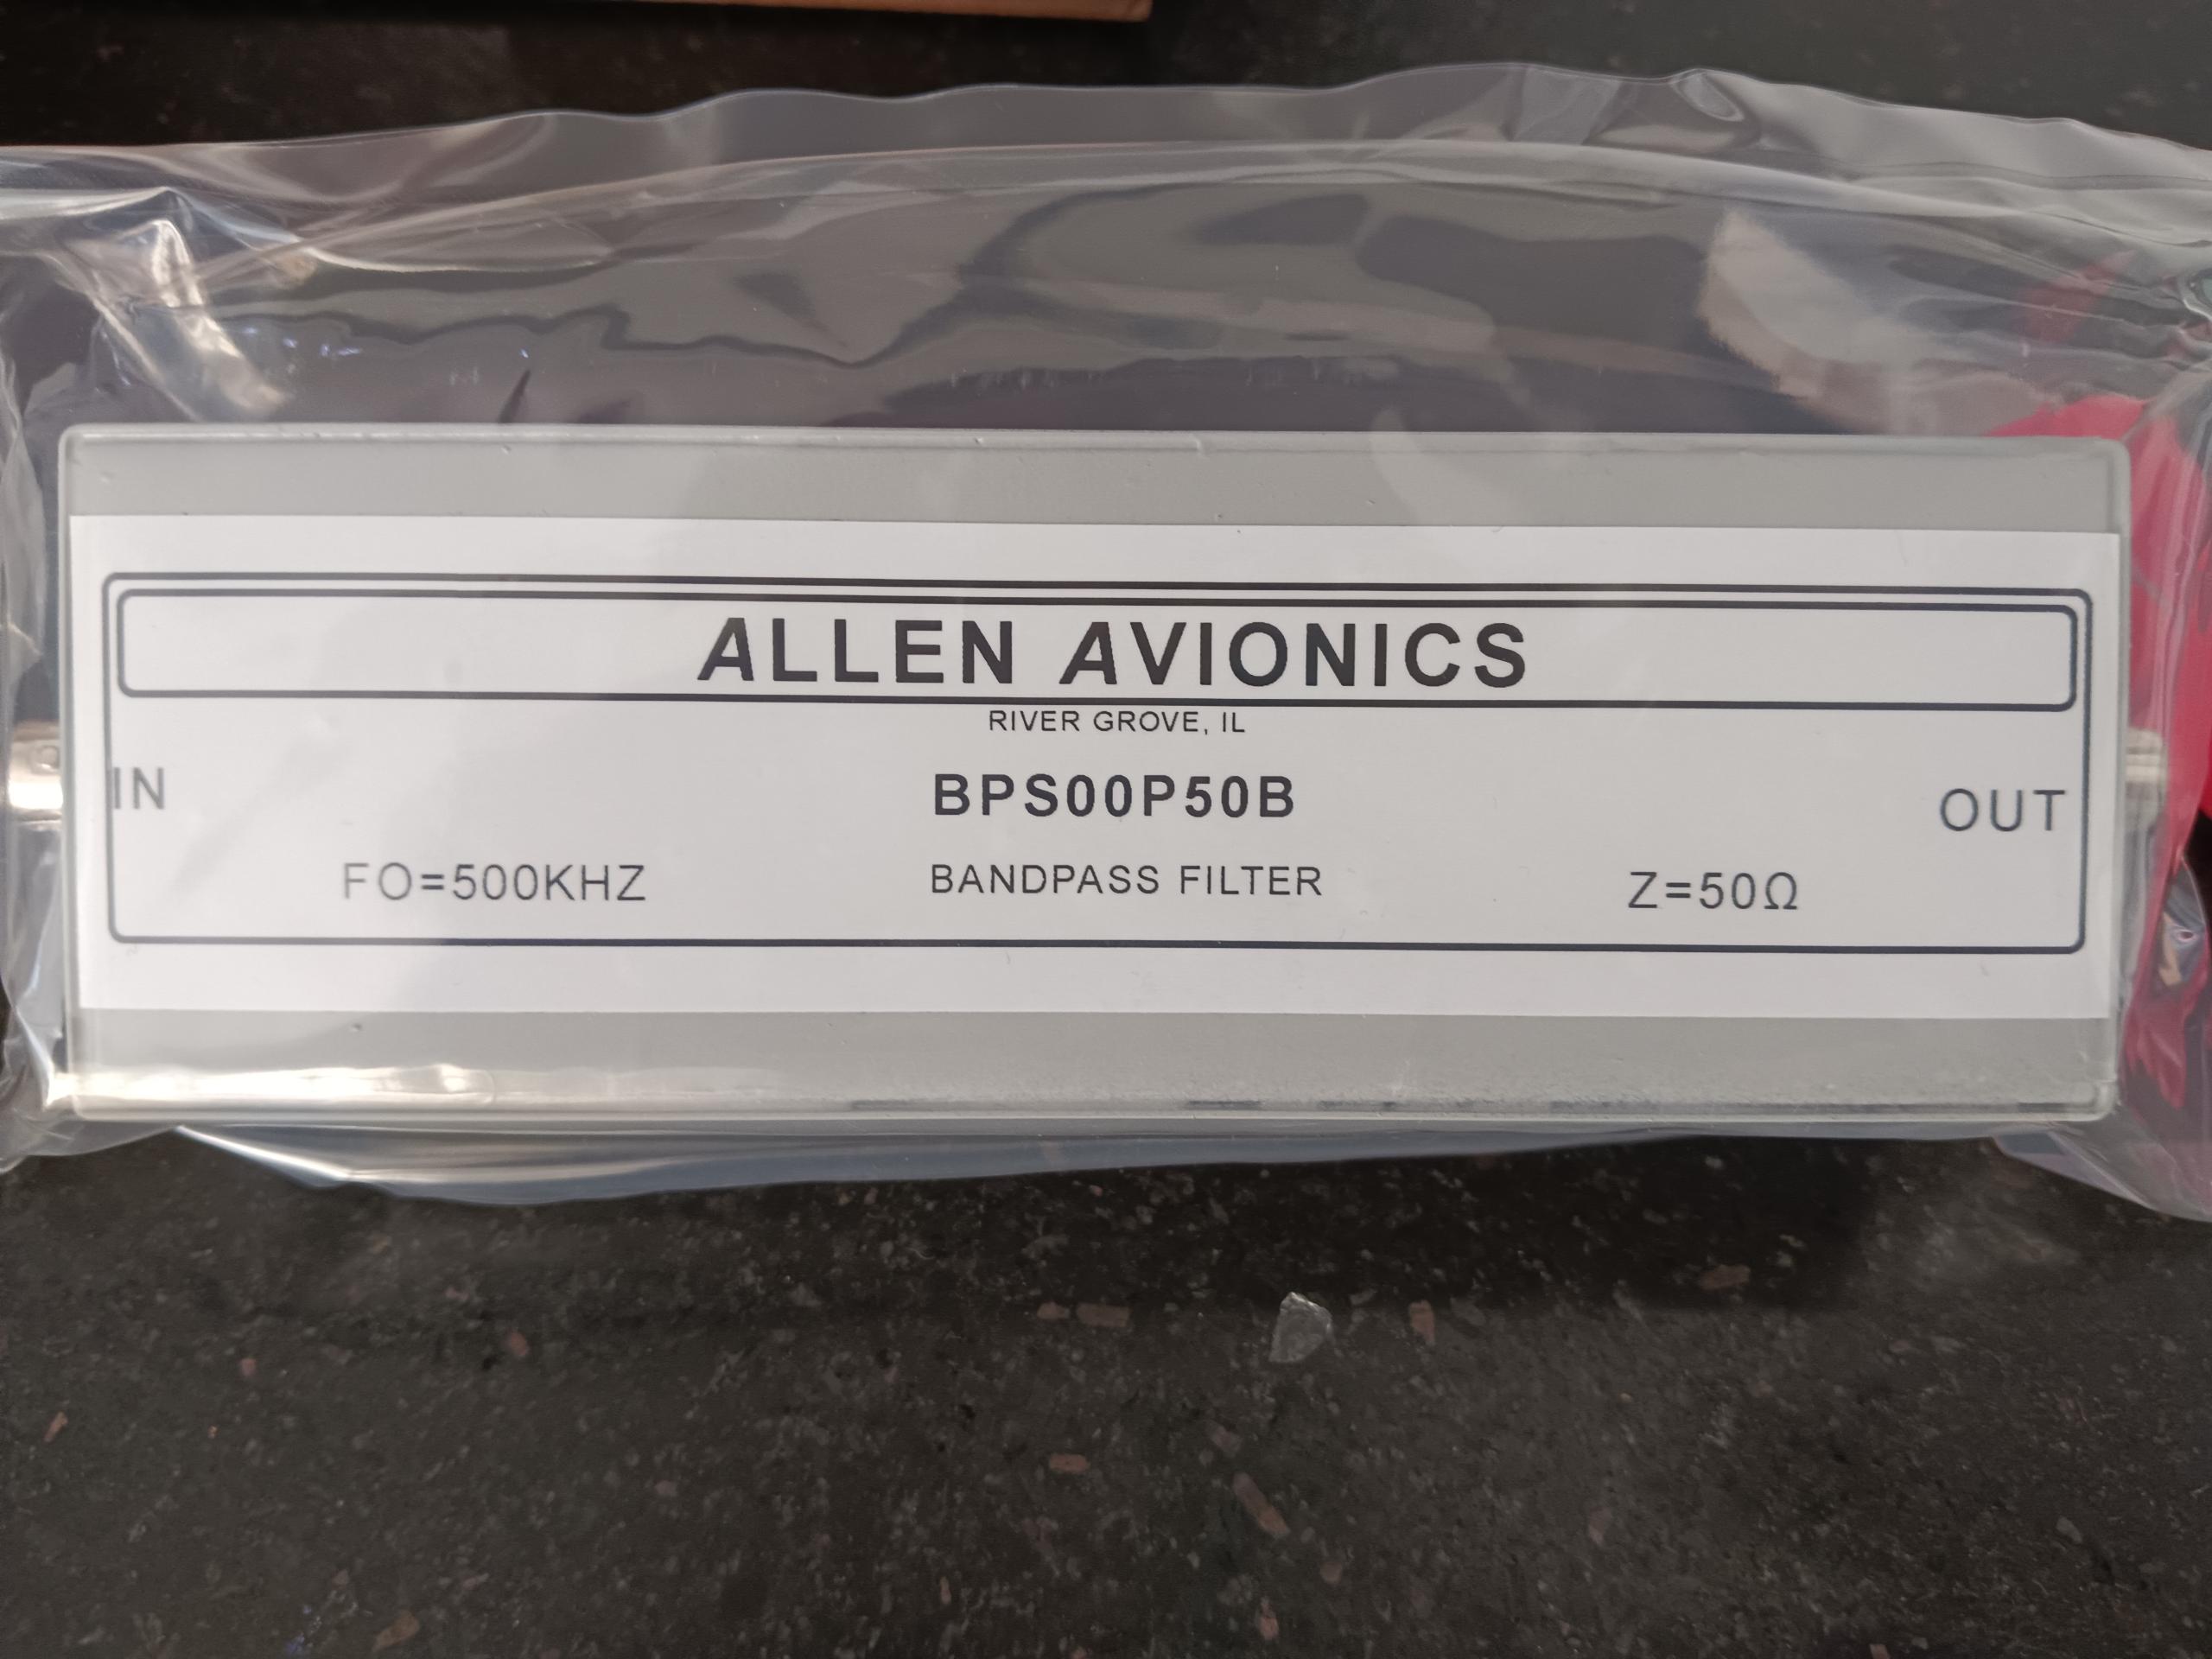 ALLEN AVIONICS
RIVER GROVE, IL
IN
BPS00P50B
OUT
FO=500KHZ
BANDPASS FILTER
Z=50Ω